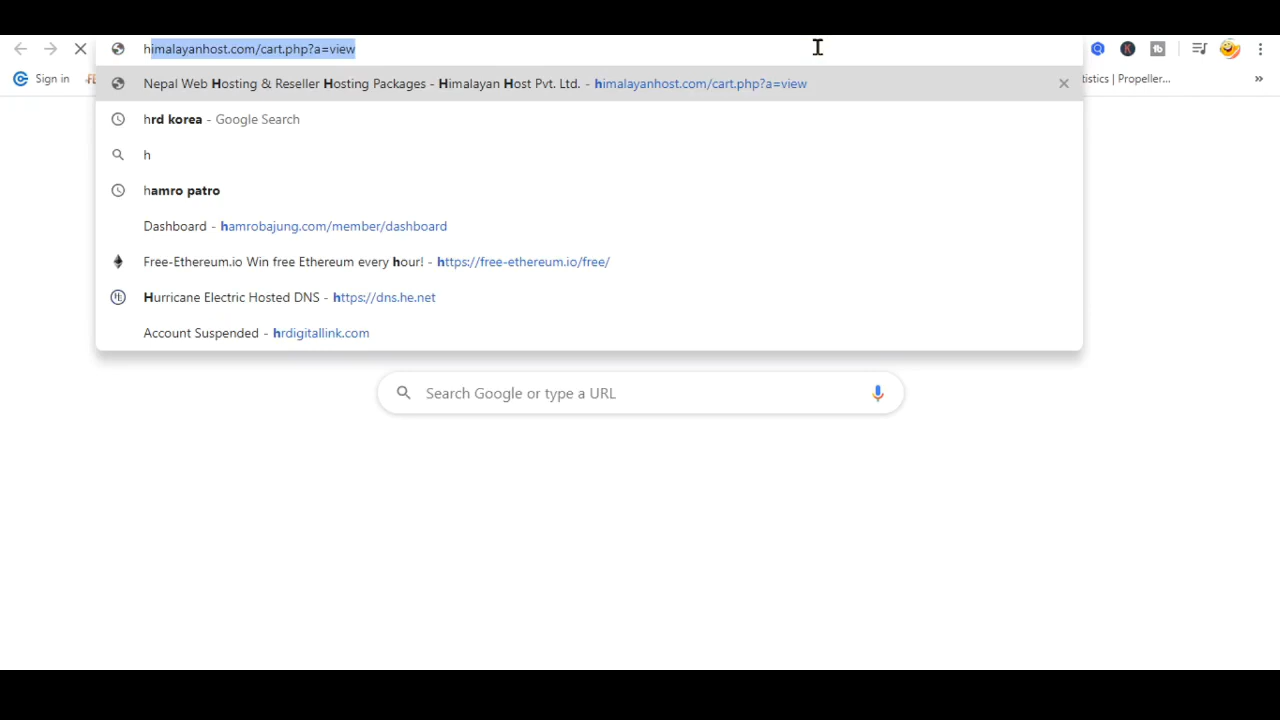 himalayanhost.com/cart.php?a=view
Sign in
tistics | Propeller...
»
Nepal Web Hosting & Reseller Hosting Packages - Himalayan Host Pvt. Ltd. - himalayanhost.com/cart.php?a=view
hrd korea - Google Search
h
hamro patro
Dashboard - hamrobajung.com/member/dashboard
Free-Ethereum.io Win free Ethereum every hour! - https://free-ethereum.io/free/
Hurricane Electric Hosted DNS - https://dns.he.net
Account Suspended - hrdigitallink.com
Search Google or type a URL